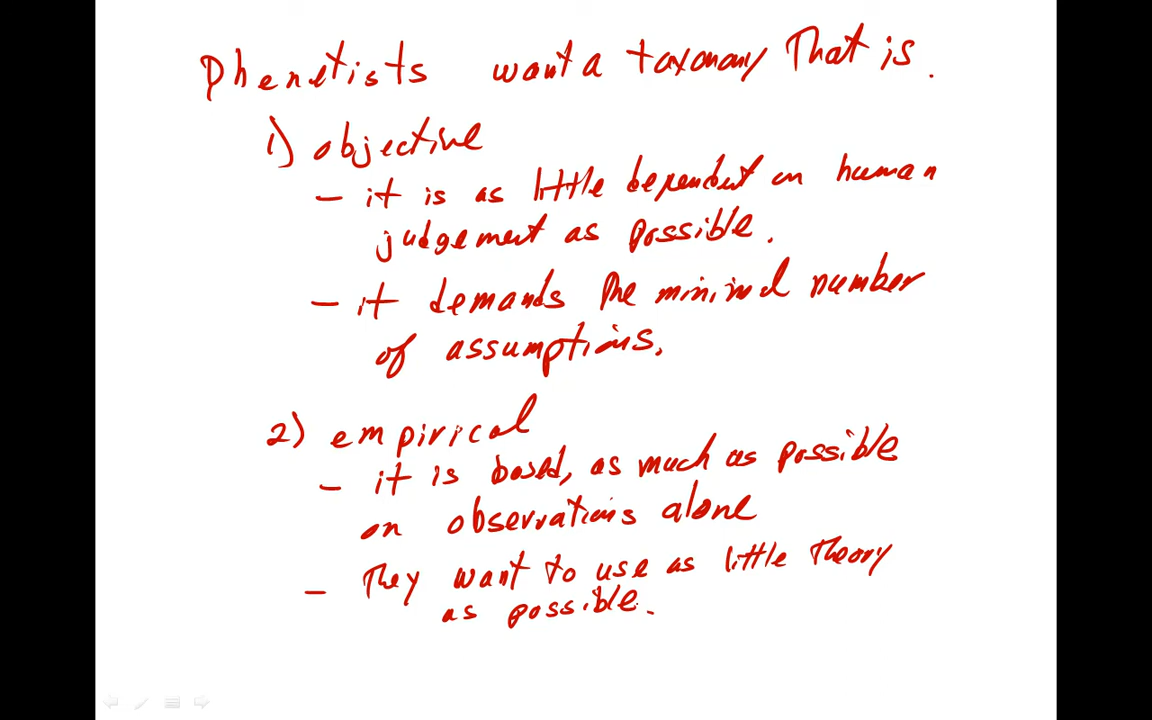 Phenetists want a taxonomy That is.
1) objective
- it is as little dependent on human
judgement as possible.
- it demands The minimal number
of assumptions.
2) empirical
- it is based, as much as possible
on observations alone
- They want to use as little Theory
as possible.